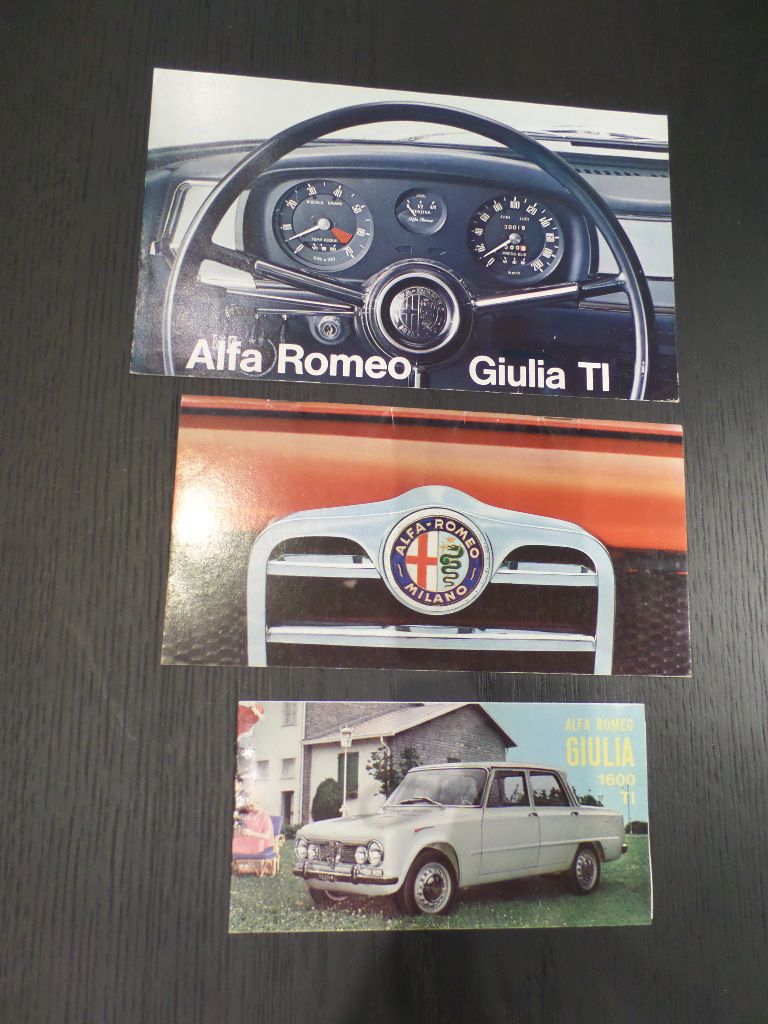 Alfa Romeo Giulia TI
ALFA-ROMEO
MILANO
ALFA ROMEO
GIULIA
1600
TI